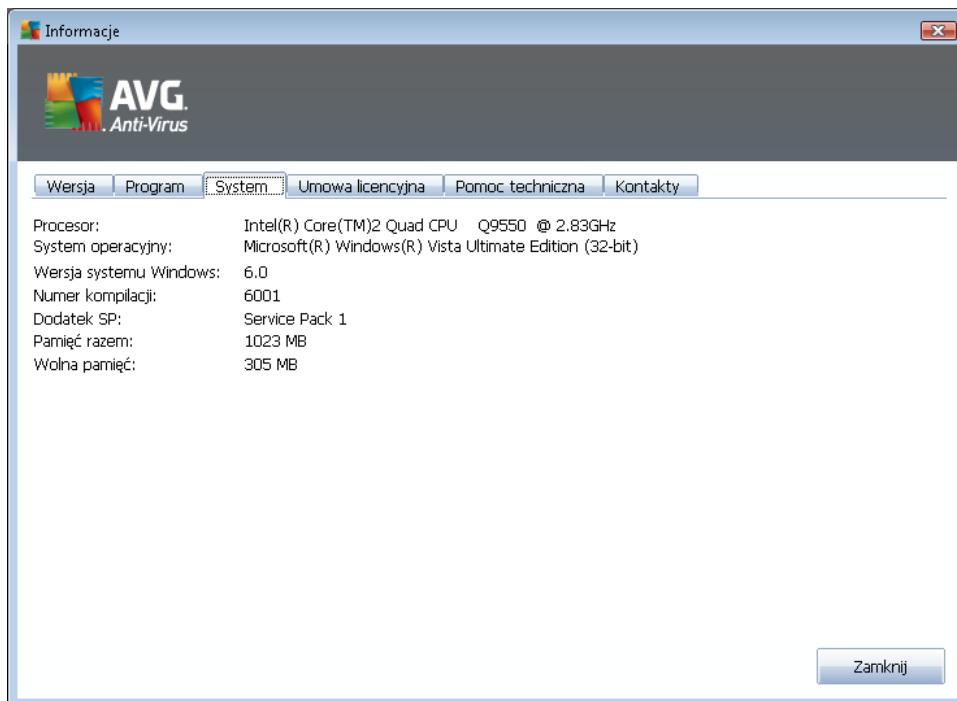 Informacje
AVG.
Anti-Virus
Wersja Program System Umowa licencyjna Pomoc techniczna Kontakty
Procesor: Intel(R) Core(TM)2 Quad CPU Q9550 @ 2.83GHz
System operacyjny: Microsoft(R) Windows(R) Vista Ultimate Edition (32-bit)
Wersja systemu Windows: 6.0
Numer kompilacji: 6001
Dodatek SP: Service Pack 1
Pamięć razem: 1023 MB
Wolna pamięć: 305 MB
Zamknij